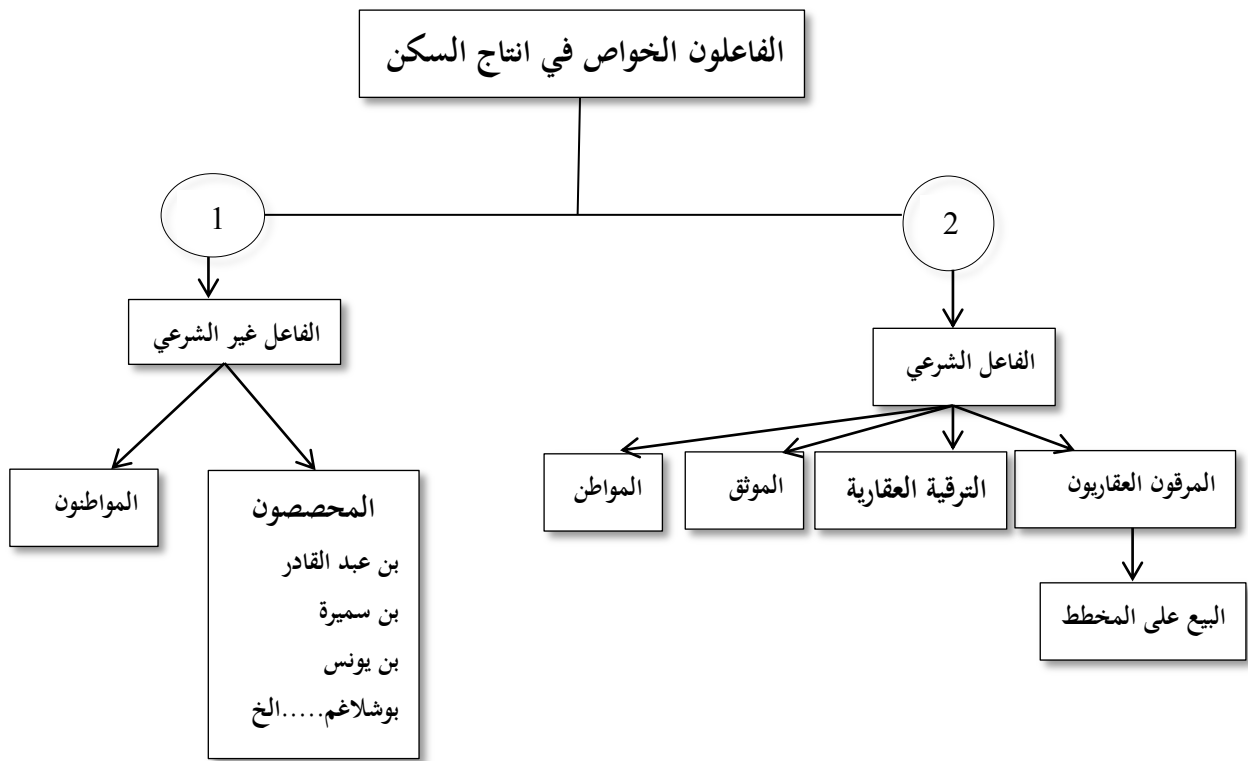 الفاعلون الخواص في انتاج السكن
2
1
الفاعل غير الشرعي
الفاعل الشرعي
المرقون العقاريون
الترقية العقارية
الموثق
المواطن
المحصصون
بن عبد القادر
بن سميرة
بن يونس
بوشلاغم.....الخ
المواطنون
البيع على المخطط